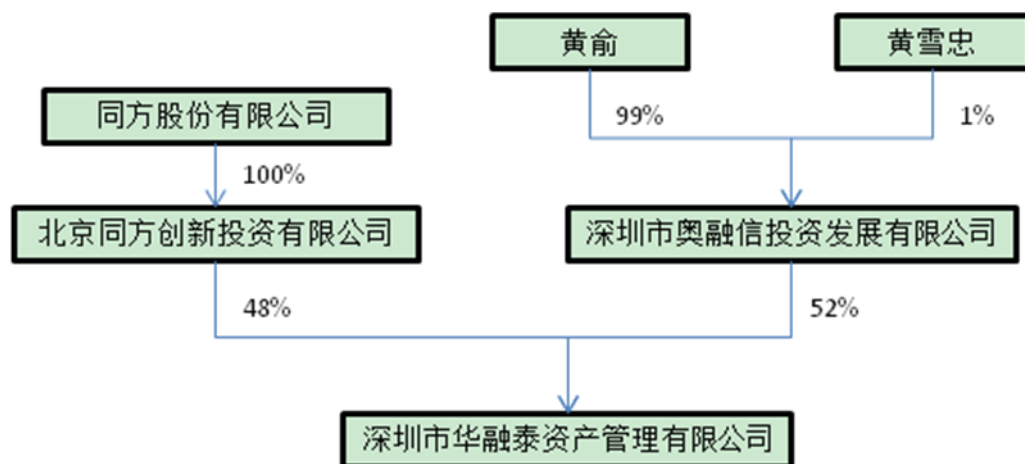 黄俞
黄雪忠
同方股份有限公司
99%
1%
100%
北京同方创新投资有限公司
深圳市奥融信投资发展有限公司
48%
52%
深圳市华融泰资产管理有限公司